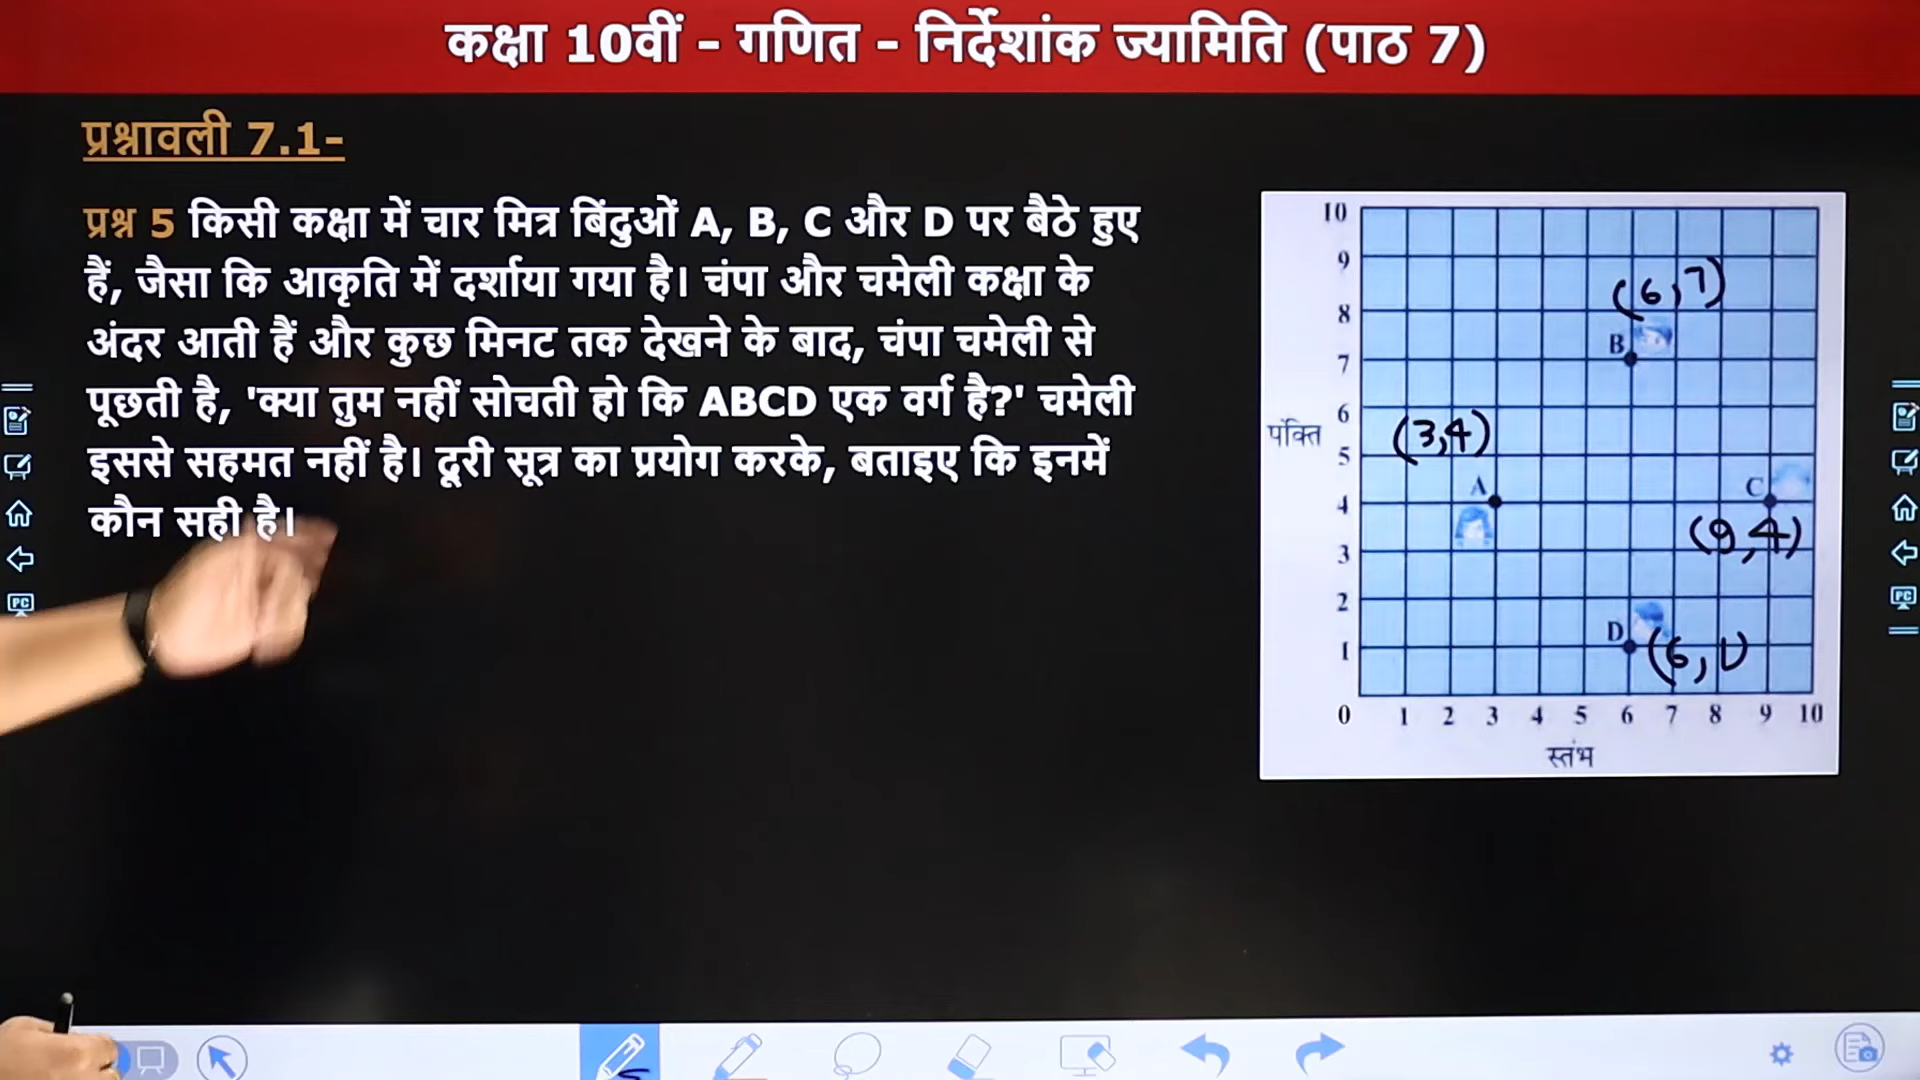 कक्षा 10वीं - गणित - निर्देशांक ज्यामिति (पाठ 7)
प्रश्नावली 7.1-
प्रश्न 5 किसी कक्षा में चार मित्र बिंदुओं A, B, C और D पर बैठे हुए
हैं, जैसा कि आकृति में दर्शाया गया है। चंपा और चमेली कक्षा के
अंदर आती हैं और कुछ मिनट तक देखने के बाद, चंपा चमेली से
पूछती है, 'क्या तुम नहीं सोचती हो कि ABCD एक वर्ग है?' चमेली
इससे सहमत नहीं है। दूरी सूत्र का प्रयोग करके, बताइए कि इनमें
कौन सही है।
10
9
(6,7)
8
B
7
6
पंक्ति
(3,4)
5
A
C
4
(9,4)
3
2
D
(6,1)
1
0 1 2 3 4 5 6 7 8 9 10
स्तंभ
PC
PC